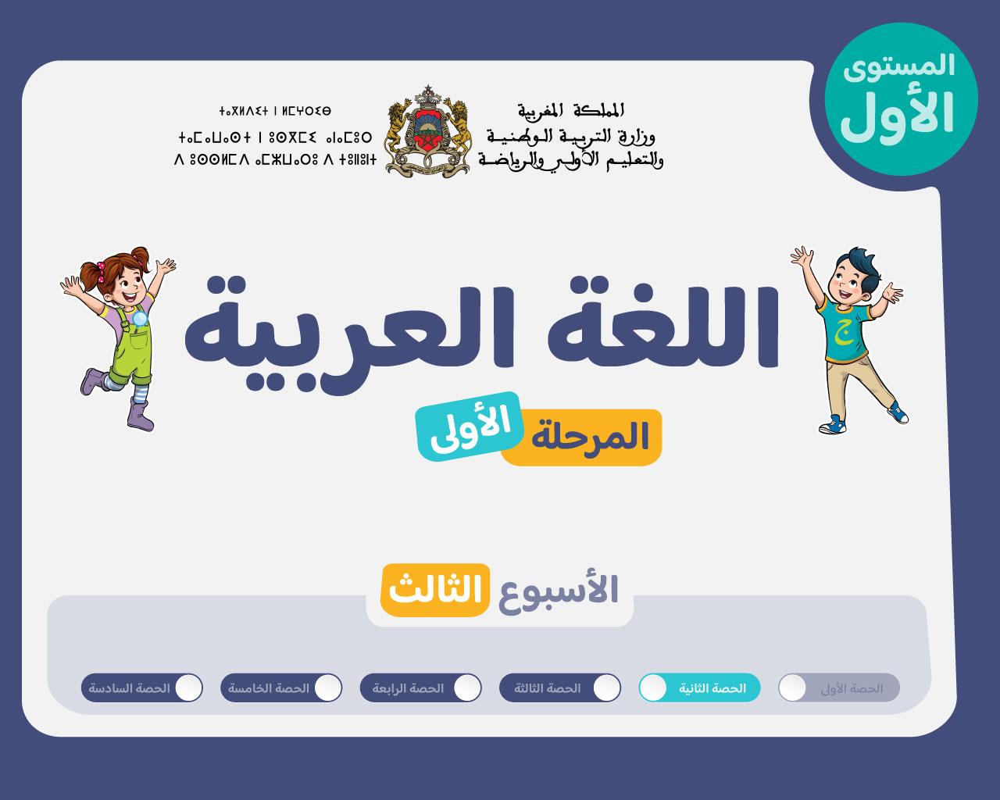 المستوى
الأول
المملكة المغربية
وزارة التربية الوطنية
والتعليم الأولي والرياضة
ⵜⴰⴳⵍⴷⵉⵜ ⵏ ⵍⵎⵖⵔⵉⴱ
ⵜⴰⵎⴰⵡⴰⵙⵜ ⵏ ⵓⵙⴳⵎⵉ ⴰⵏⴰⵎⵓⵔ
ⴷ ⵓⵙⵙⵍⵎⴷ ⴰⵎⵣⵡⴰⵔⵓ ⴷ ⵜⵓⵏⵏⵓⵏⵜ
اللغة العربية
المرحلة الأولى
ج
الأسبوع الثالث
الحصة الأولى
الحصة الثانية
الحصة الثالثة
الحصة الرابعة
الحصة الخامسة
الحصة السادسة